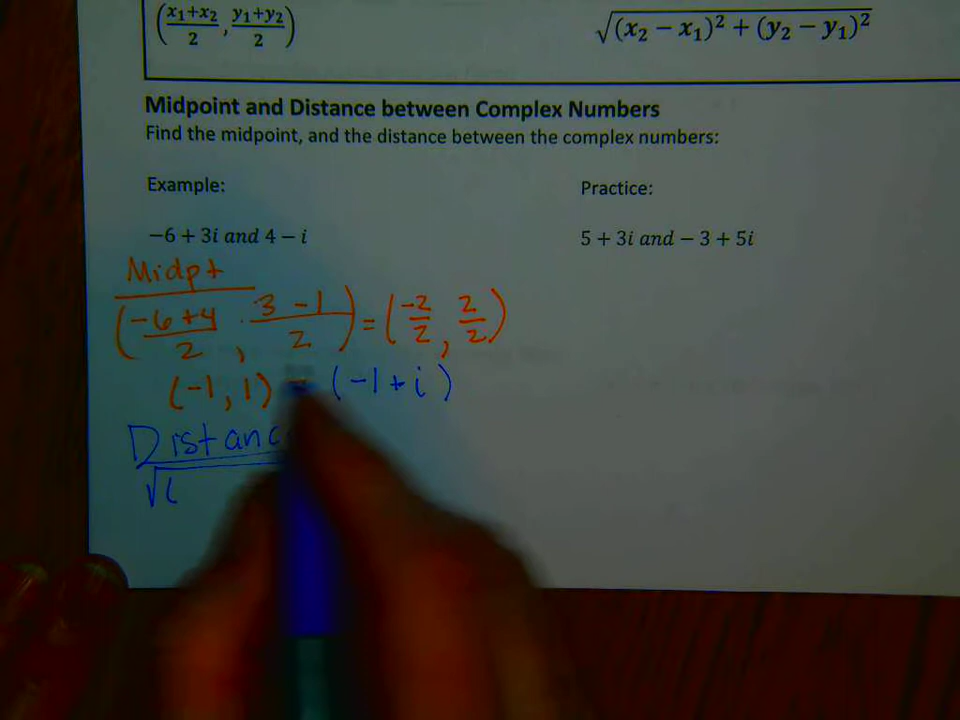 (x₁+x₂/2, y₁+y₂/2) √(x₂ − x₁)² + (y₂ − y₁)²
Midpoint and Distance between Complex Numbers
Find the midpoint, and the distance between the complex numbers:
Example: Practice:
−6 + 3i and 4 − i 5 + 3i and − 3 + 5i
Midpt
(-6+4/2, 3-1/2) = (-2/2, 2/2)
(-1, 1) = (-1+i)
Distanc
√(